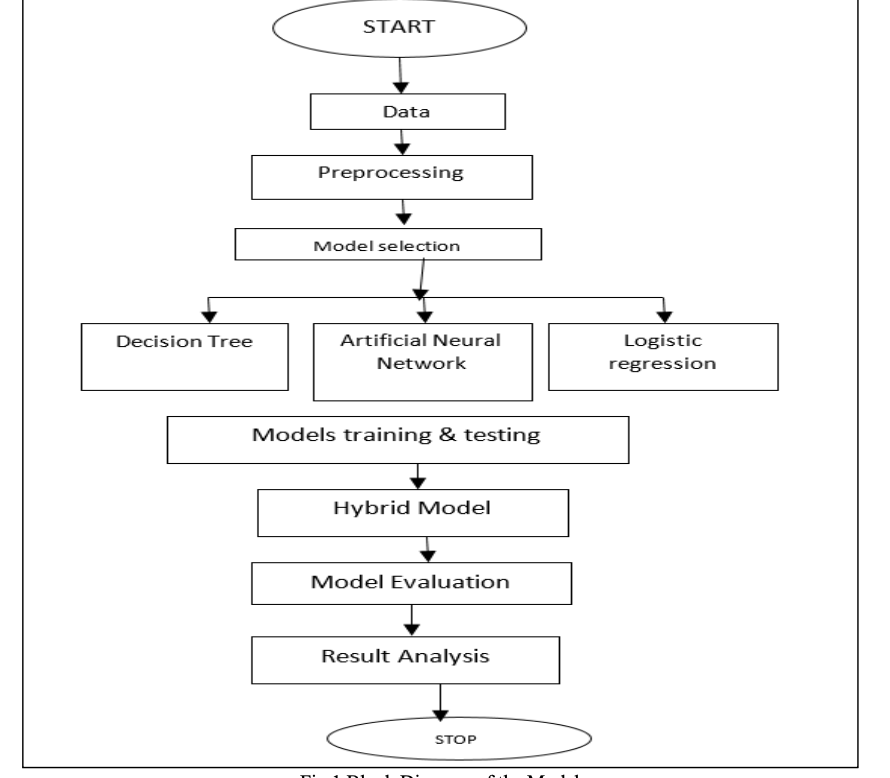 START
Data
Preprocessing
Model selection
Decision Tree
Artificial Neural
Network
Logistic
regression
Models training & testing
Hybrid Model
Model Evaluation
Result Analysis
STOP
Fig 1 Block Diagram of the Model